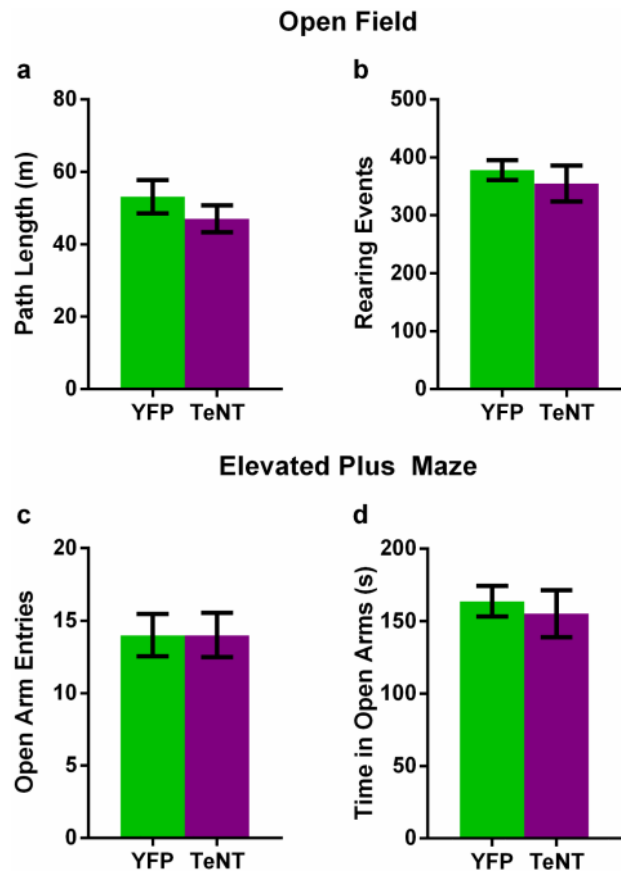 Open Field
a
80
60
40
20
0
Path Length (m)
YFP TeNT
b
500
400
300
200
100
0
Rearing Events
YFP TeNT
Elevated Plus Maze
c
20
15
10
5
0
Open Arm Entries
YFP TeNT
d
200
150
100
50
0
Time in Open Arms (s)
YFP TeNT